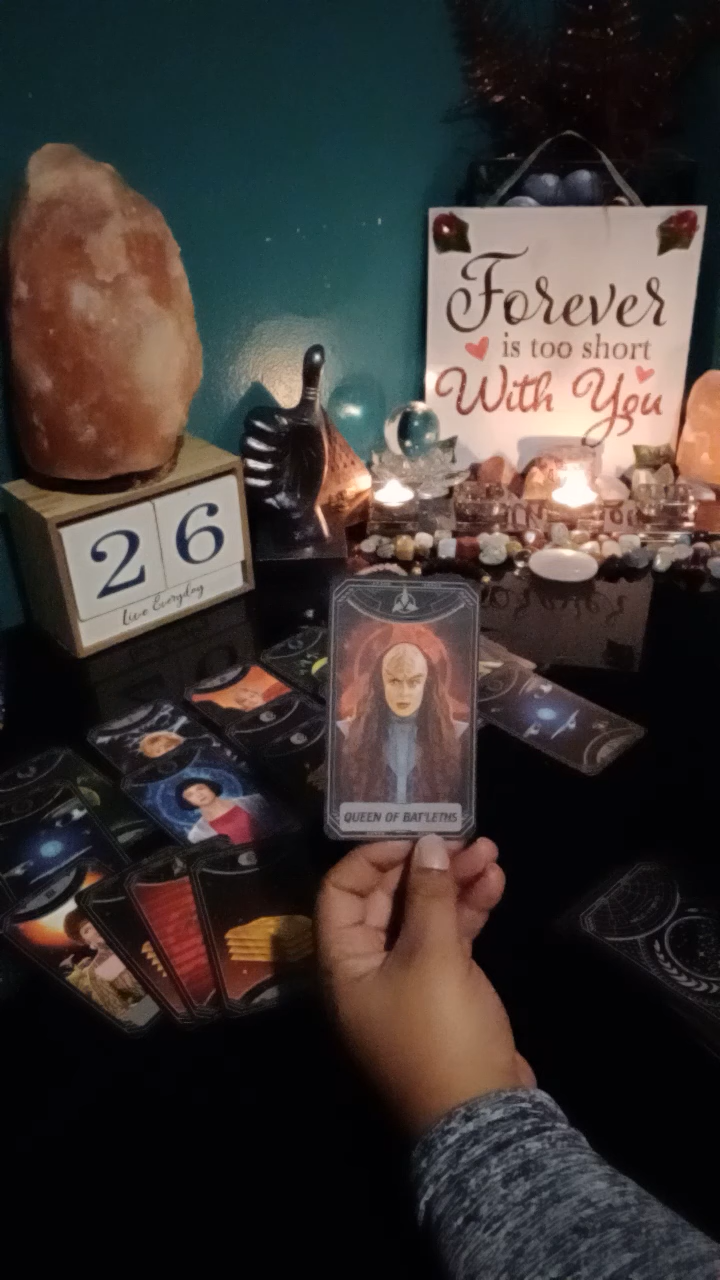 Forever
is too short
With You
26
Live Everyday
QUEEN OF BAT'LETHS